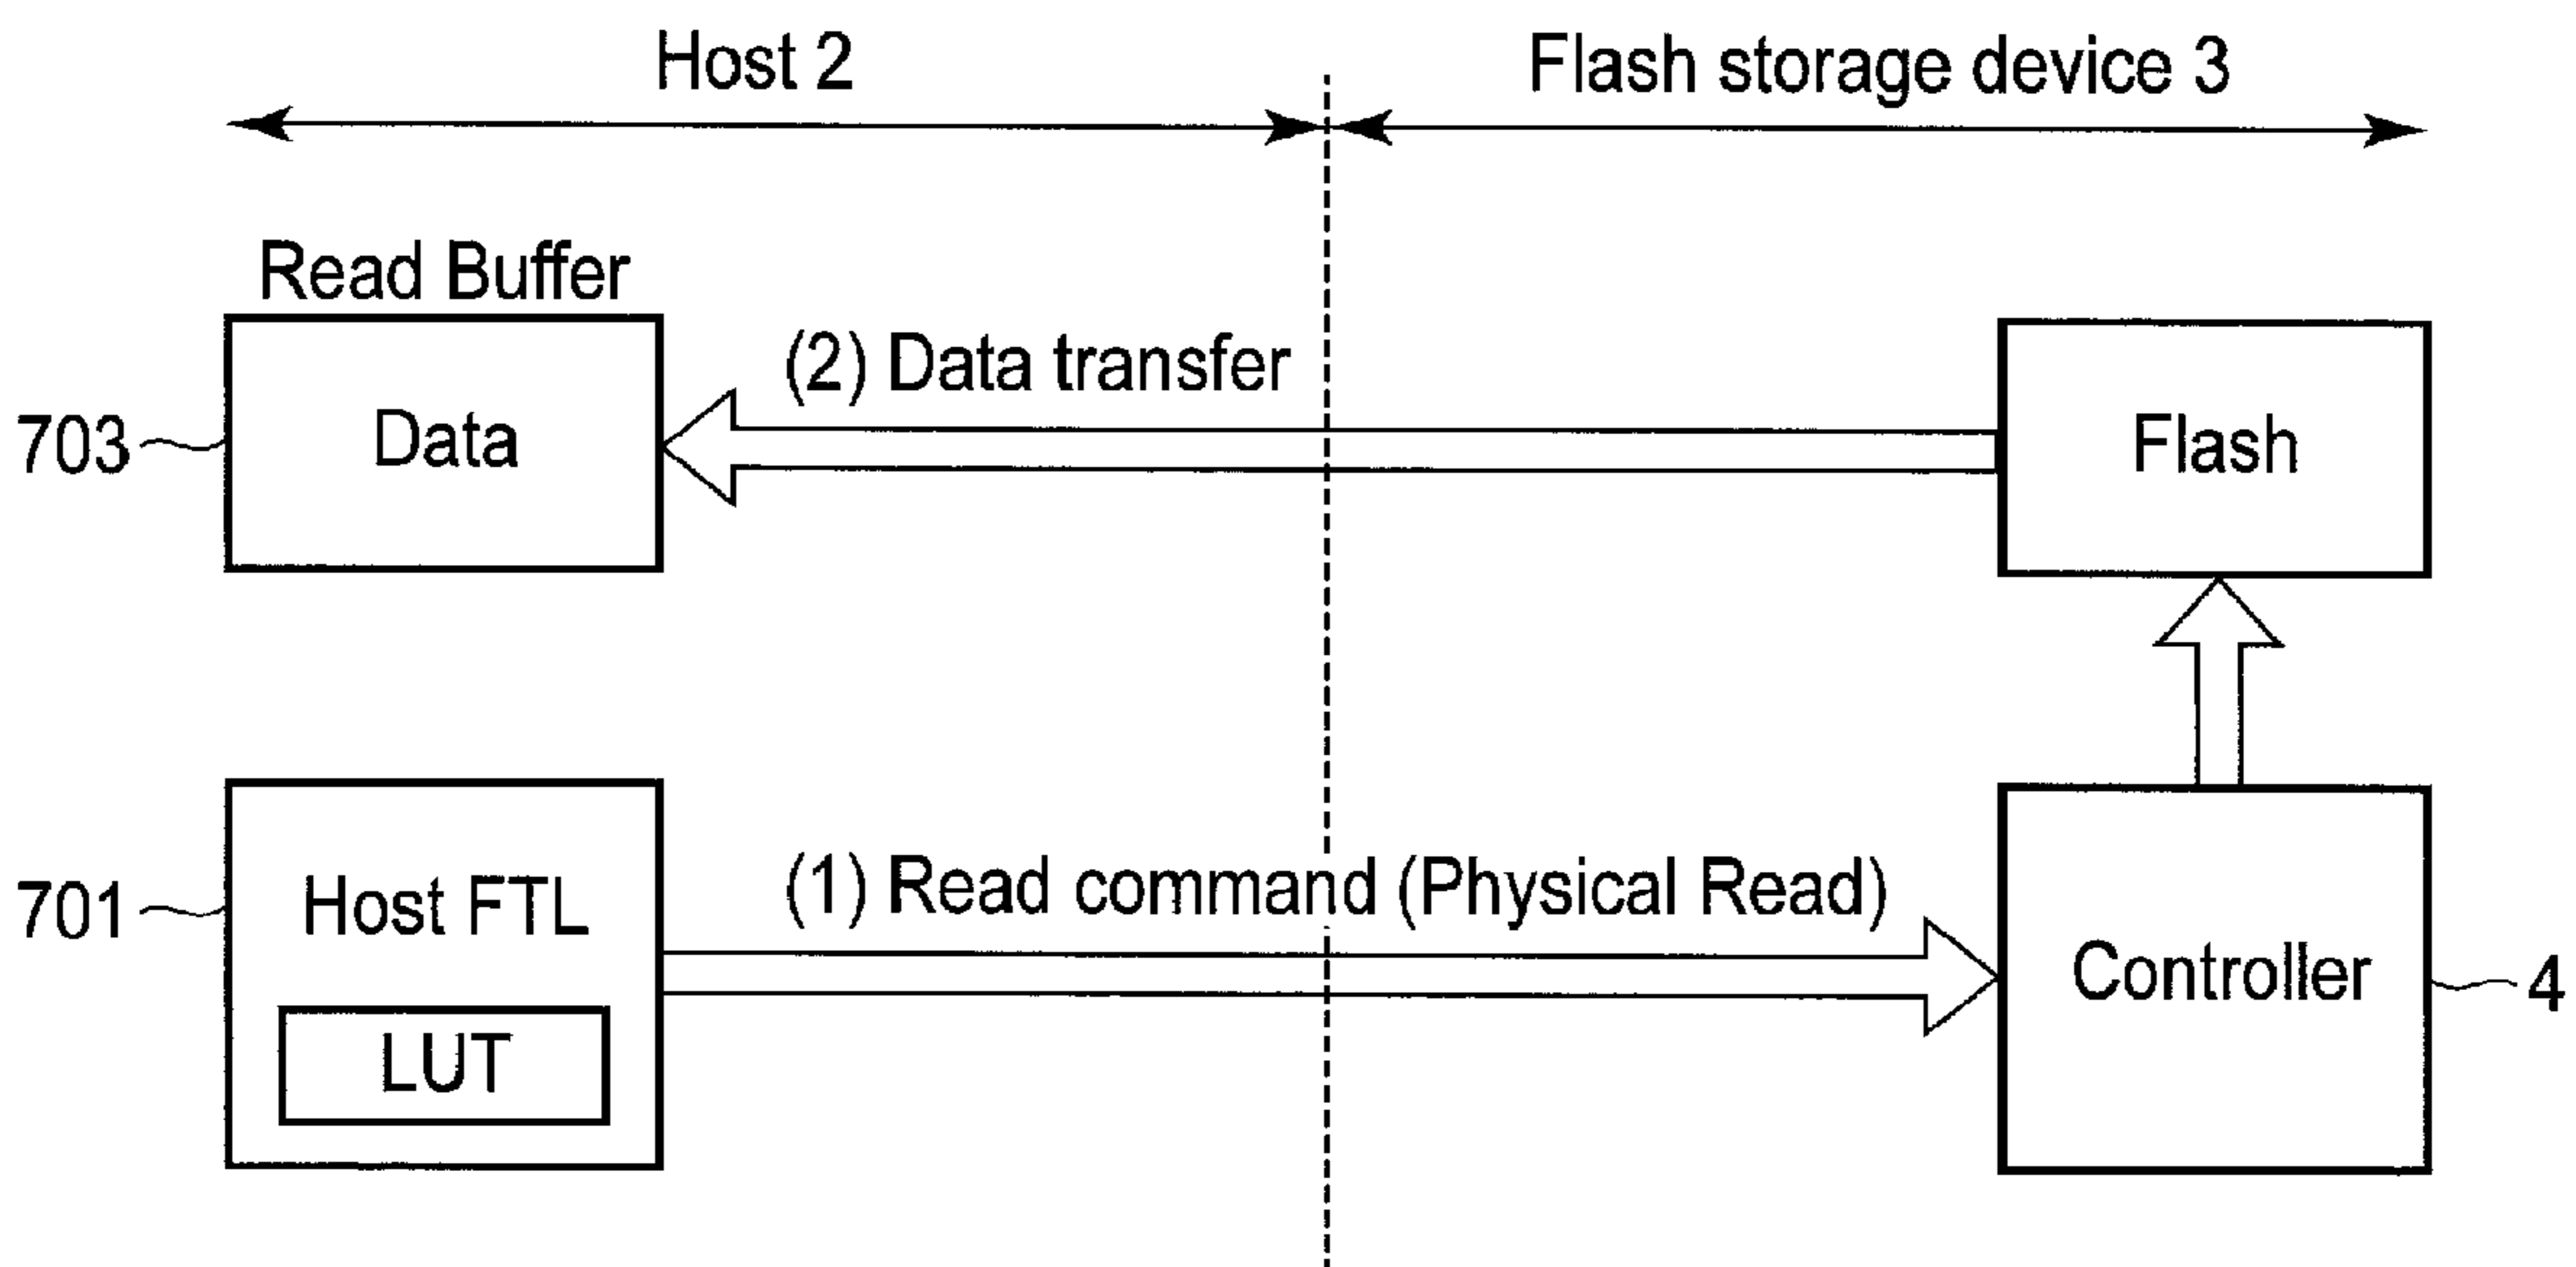 Host 2
Flash storage device 3
Read Buffer
(2) Data transfer
703
Data
Flash
(1) Read command (Physical Read)
701
Host FTL
Controller
4
LUT